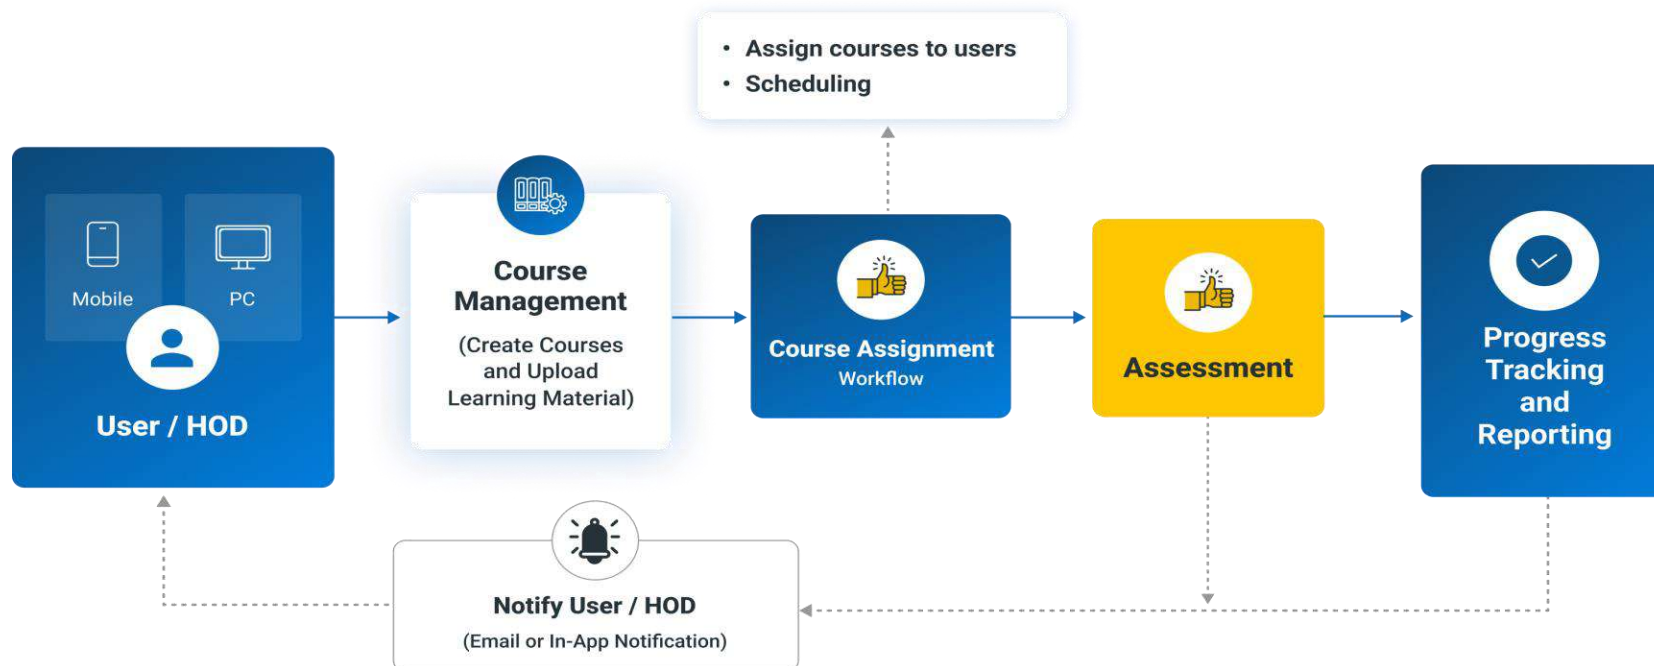 • Assign courses to users
• Scheduling
Mobile
PC
User / HOD
Course
Management
(Create Courses
and Upload
Learning Material)
Course Assignment
Workflow
Assessment
Progress
Tracking
and
Reporting
Notify User / HOD
(Email or In-App Notification)